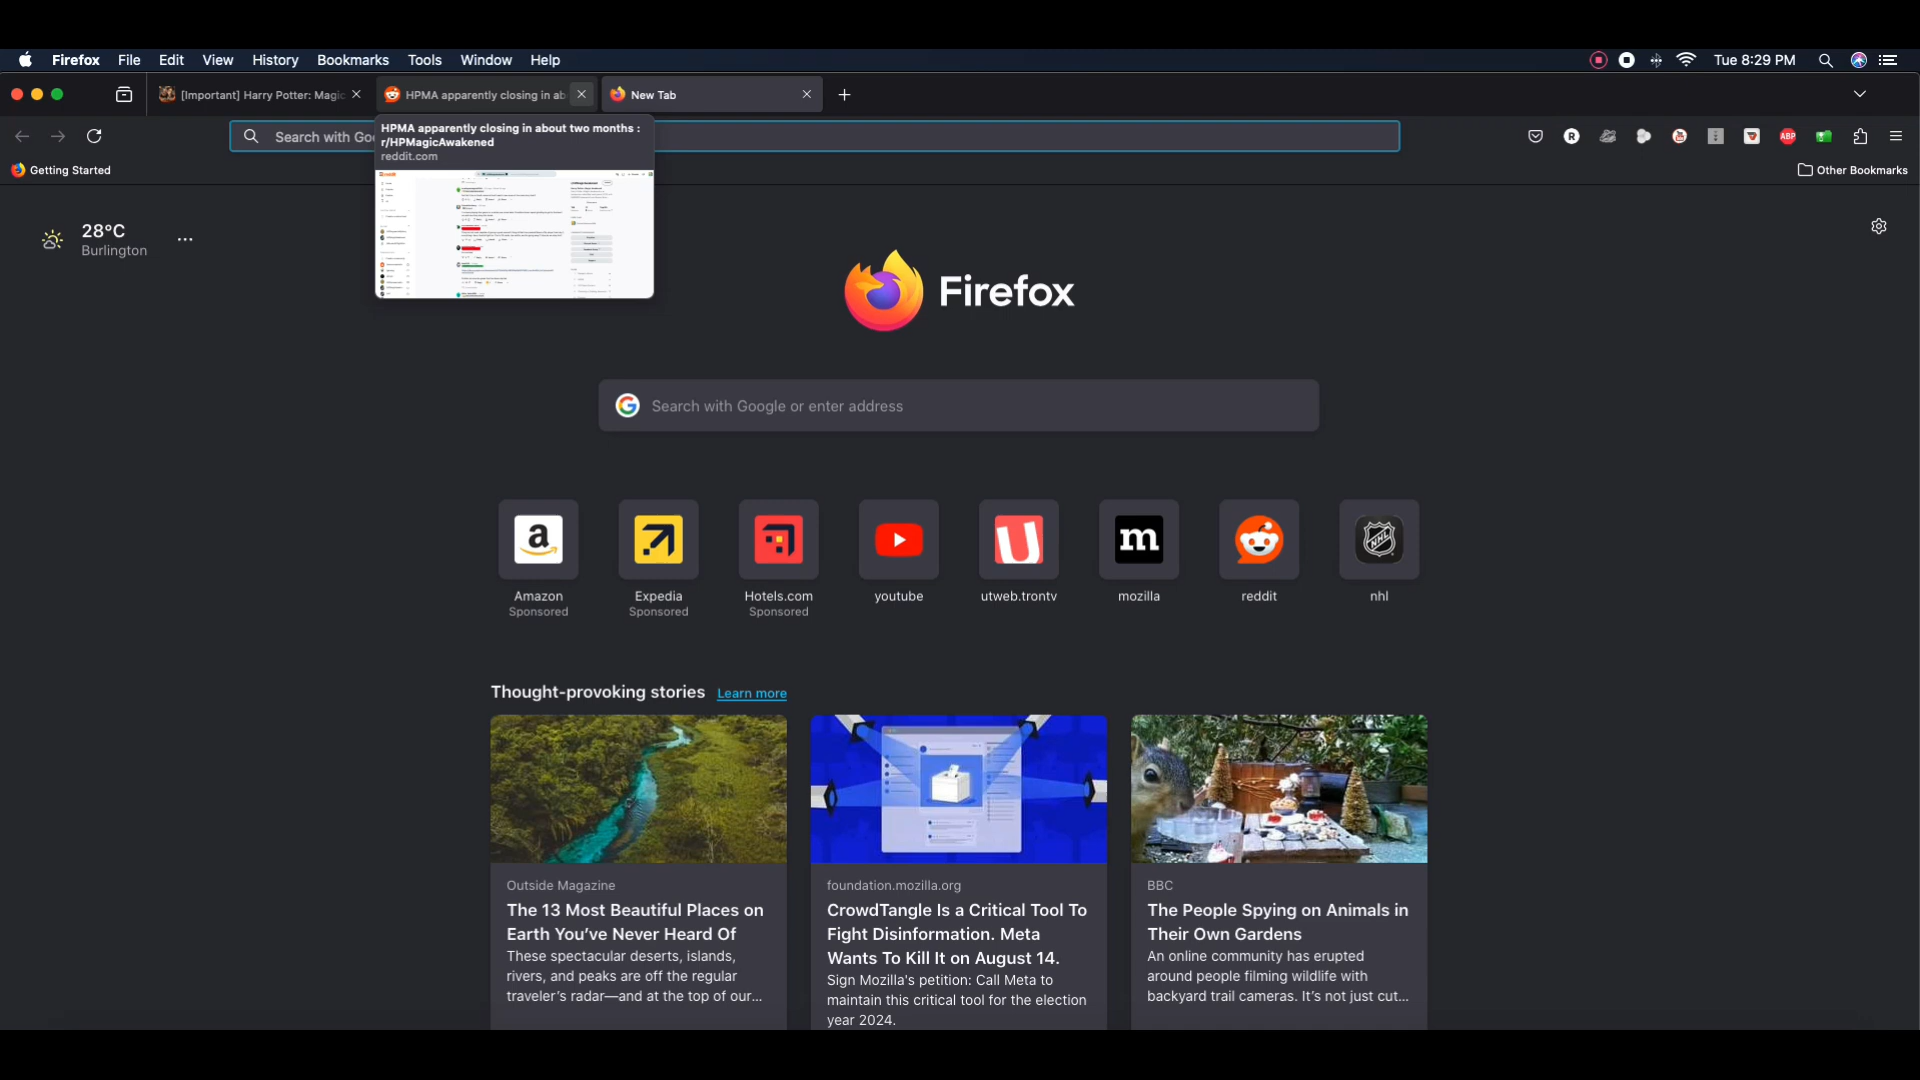 Firefox File Edit View History Bookmarks Tools Window Help
Tue 8:29 PM
[Important] Harry Potter: Magic
HPMA apparently closing in ab
New Tab
Search with Goo
HPMA apparently closing in about two months :
r/HPMagicAwakened
reddit.com
R
ABP
Getting Started
Other Bookmarks
28°C
Burlington
Firefox
Search with Google or enter address
a
m
NHL
Amazon
Sponsored
Expedia
Sponsored
Hotels.com
Sponsored
youtube
utweb.trontv
mozilla
reddit
nhl
Thought-provoking stories Learn more
Outside Magazine
The 13 Most Beautiful Places on
Earth You've Never Heard Of
These spectacular deserts, islands,
rivers, and peaks are off the regular
traveler's radar—and at the top of our...
foundation.mozilla.org
CrowdTangle Is a Critical Tool To
Fight Disinformation. Meta
Wants To Kill It on August 14.
Sign Mozilla's petition: Call Meta to
maintain this critical tool for the election
year 2024.
BBC
The People Spying on Animals in
Their Own Gardens
An online community has erupted
around people filming wildlife with
backyard trail cameras. It's not just cut...